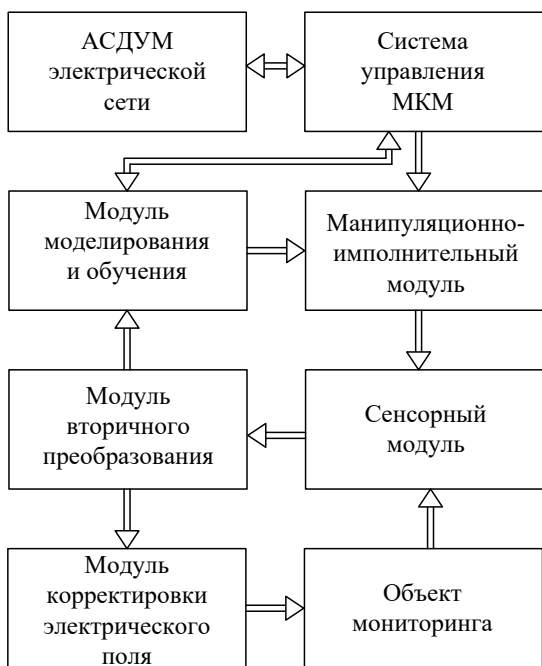 АСДУМ
электрической
сети
Система
управления
МКМ
Модуль
моделирования
и обучения
Манипуляционно-
имполнительный
модуль
Модуль
вторичного
преобразования
Сенсорный
модуль
Модуль
корректировки
электрического
поля
Объект
мониторинга